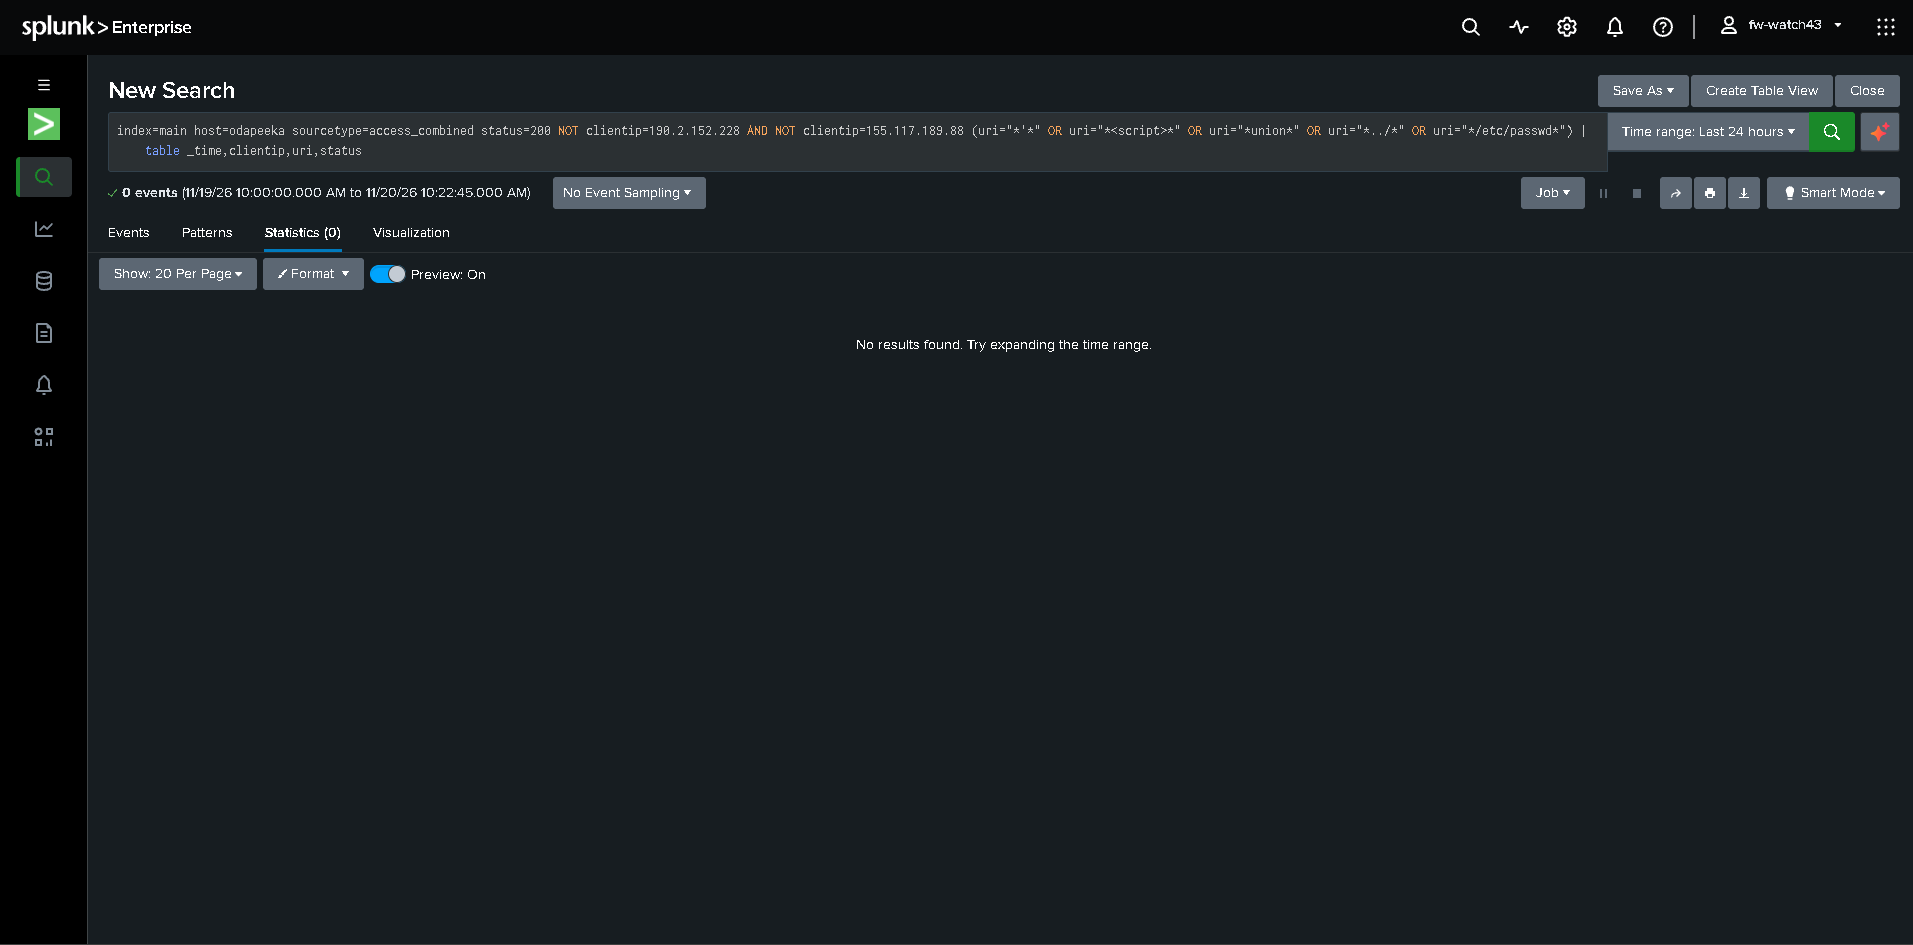 splunk> Enterprise
fw-watch43
New Search
Save As
Create Table View
Close
index=main host=odapeeka sourcetype=access_combined status=200 NOT clientip=190.2.152.228 AND NOT clientip=155.117.189.88 (uri="*'*" OR uri="*<script>*" OR uri="*union*" OR uri="*../*" OR uri="*/etc/passwd*") |
table _time,clientip,uri,status
Time range: Last 24 hours
0 events (11/19/26 10:00:00.000 AM to 11/20/26 10:22:45.000 AM)
No Event Sampling
Job
Smart Mode
Events
Patterns
Statistics (0)
Visualization
Show: 20 Per Page
Format
Preview: On
No results found. Try expanding the time range.